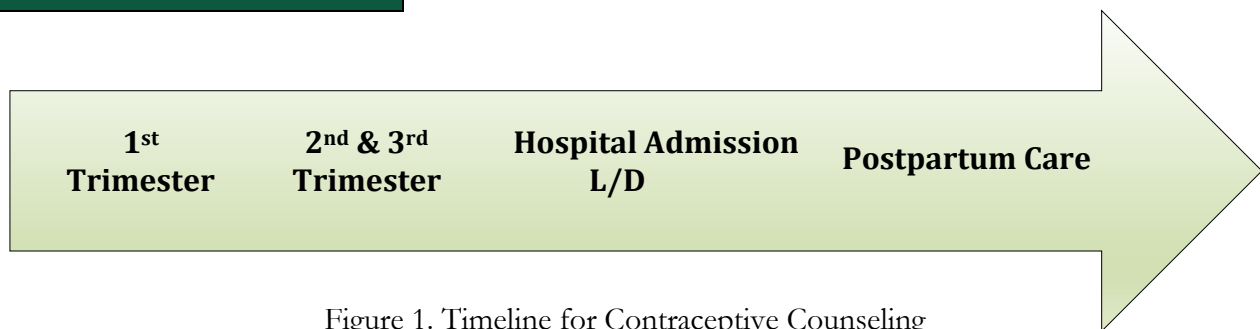 1st 2nd & 3rd Hospital Admission Postpartum Care
Trimester Trimester L/D
Figure 1. Timeline for Contraceptive Counseling